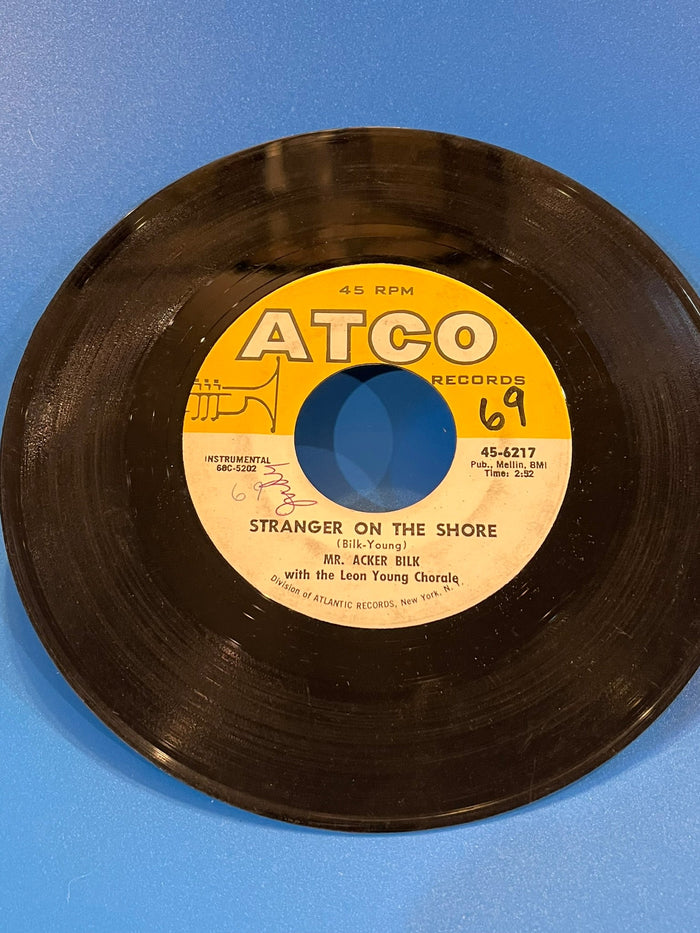 45 RPM
ATCO
RECORDS
69
45-6217
INSTRUMENTAL
Pub., Mellin, BMI
68C-5202
Time: 2:52
69
STRANGER ON THE SHORE
(Bilk-Young)
MR. ACKER BILK
with the Leon Young Chorale
Division of ATLANTIC RECORDS, New York, N. Y.